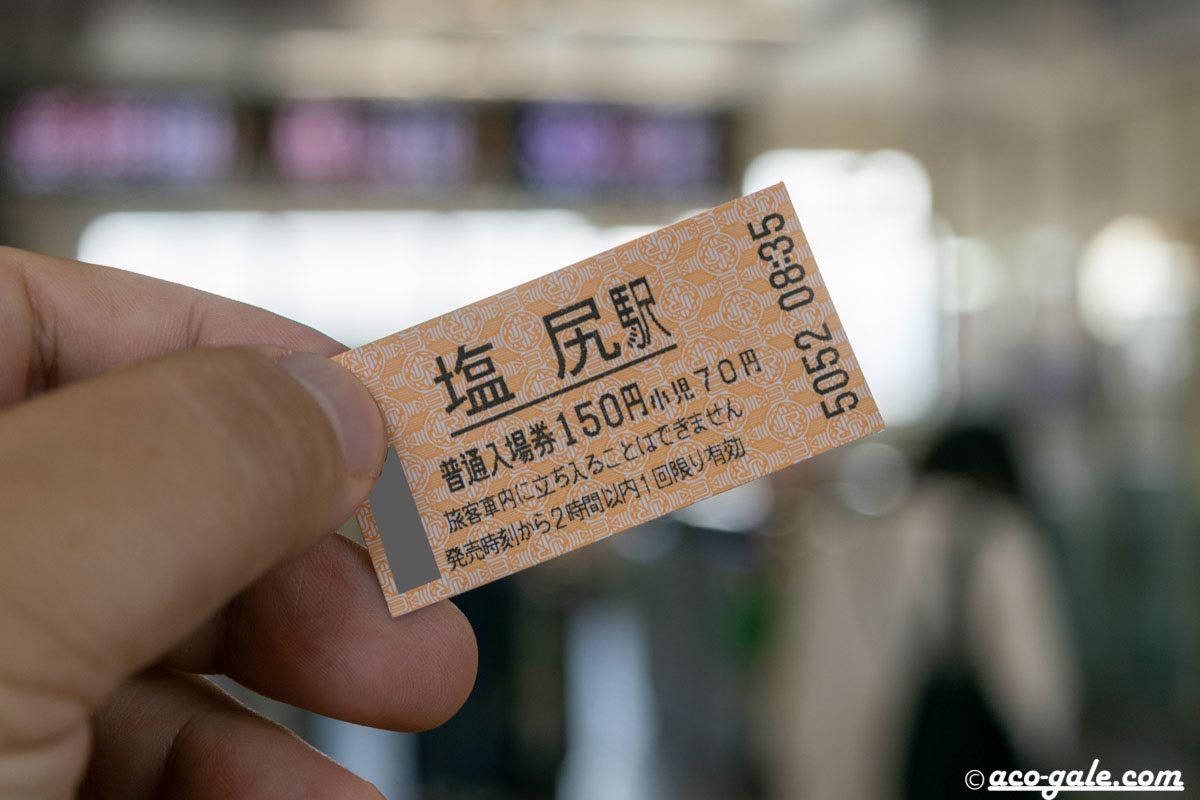 塩尻駅
普通入場券150円小児70円
旅客車内に立ち入ることはできません
発売時刻から2時間以内1回限り有効
5052 08:35
©aco-gale.com